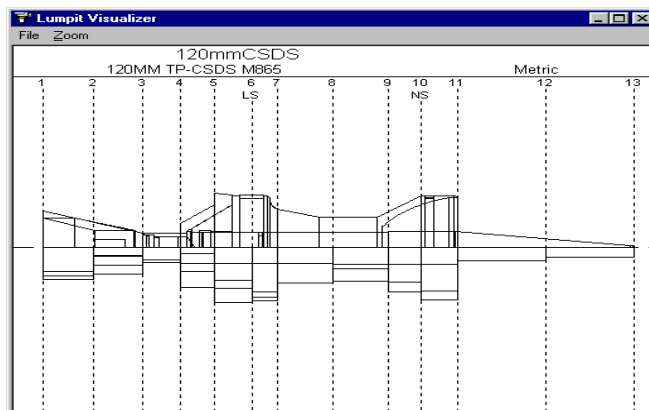 Lumpit Visualizer
File Zoom
120mmCSDS
120MM TP-CSDS M865 Metric
1 2 3 4 5 6 7 8 9 10 11 12 13
LS NS